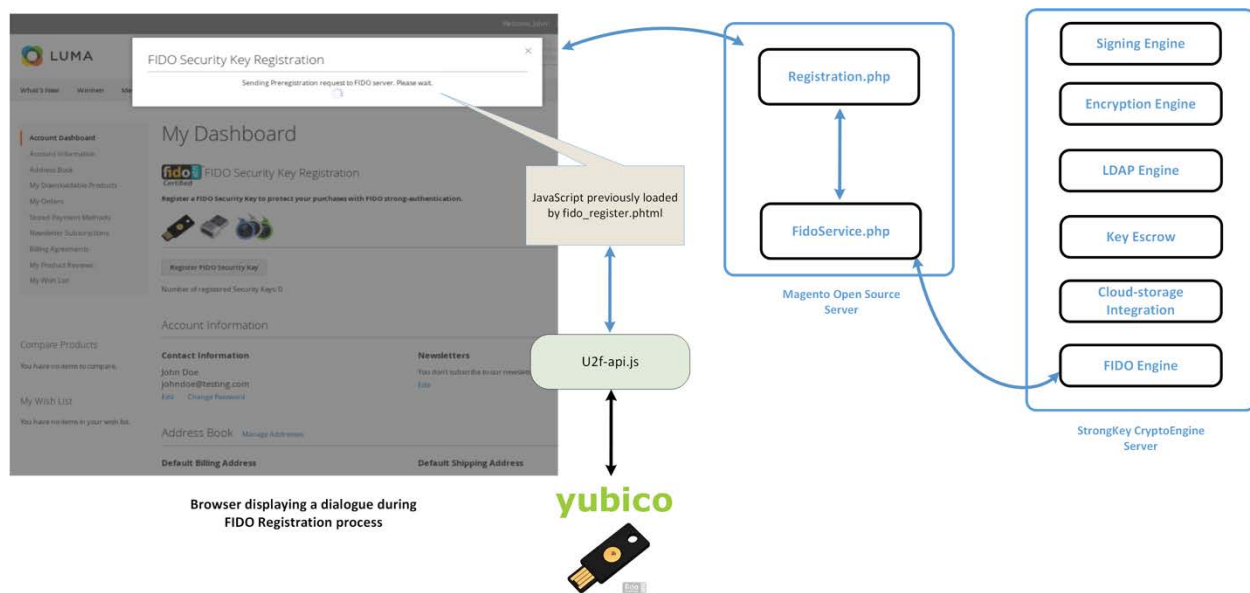 Welcome, John
LUMA
What's New Women Me
FIDO Security Key Registration
×
Sending Preregistration request to FIDO server. Please wait.
Account Dashboard
Account Information
Address Book
My Downloadable Products
My Orders
Stored Payment Methods
Newsletter Subscriptions
Billing Agreements
My Product Reviews
My Wish List
Compare Products
You have no items to compare.
My Wish List
You have no items in your wish list.
My Dashboard
fido
Certified
FIDO Security Key Registration
Register a FIDO Security Key to protect your purchases with FIDO strong-authentication.
Register FIDO Security Key
Number of registered Security Keys: 0
Account Information
Contact Information
John Doe
johndoe@testing.com
Edit Change Password
Newsletters
You don't subscribe to our newslett
Edit
Address Book Manage Addresses
Default Billing Address
Default Shipping Address
Browser displaying a dialogue during
FIDO Registration process
JavaScript previously loaded
by fido_register.phtml
U2f-api.js
yubico
Registration.php
FidoService.php
Magento Open Source
Server
Signing Engine
Encryption Engine
LDAP Engine
Key Escrow
Cloud-storage
Integration
FIDO Engine
StrongKey CryptoEngine
Server